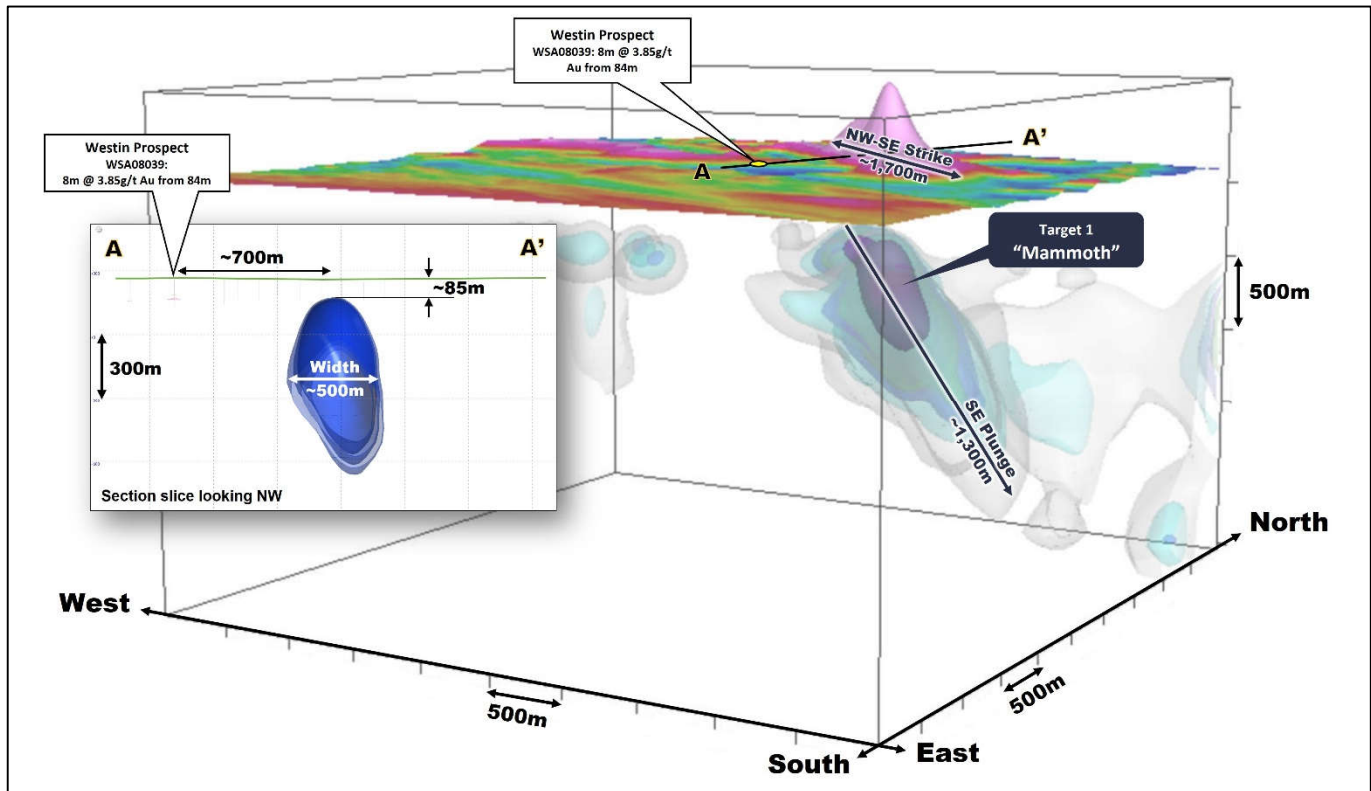 Westin Prospect
WSA08039: 8m @ 3.85g/t
Au from 84m
Westin Prospect
WSA08039:
8m @ 3.85g/t Au from 84m
A
A'
NW-SE Strike
~1,700m
Target 1
"Mammoth"
500m
SE Plunge
~1,300m
A
A'
~700m
~85m
300m
Width
~500m
Section slice looking NW
North
West
500m
500m
South
East